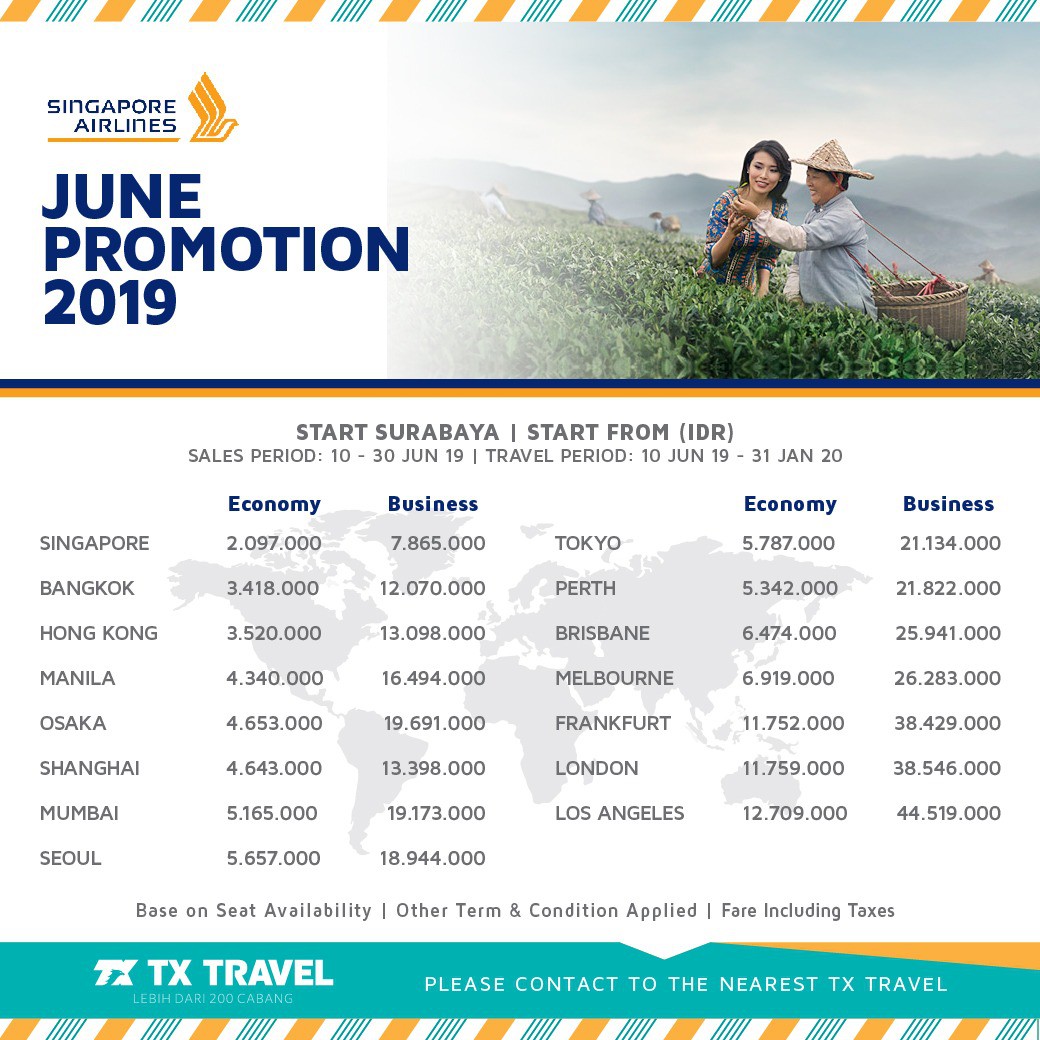 SINGAPORE
AIRLINES
JUNE
PROMOTION
2019
START SURABAYA | START FROM (IDR)
SALES PERIOD: 10 - 30 JUN 19 | TRAVEL PERIOD: 10 JUN 19 - 31 JAN 20
Economy Business
SINGAPORE 2.097.000 7.865.000
BANGKOK 3.418.000 12.070.000
HONG KONG 3.520.000 13.098.000
MANILA 4.340.000 16.494.000
OSAKA 4.653.000 19.691.000
SHANGHAI 4.643.000 13.398.000
MUMBAI 5.165.000 19.173.000
SEOUL 5.657.000 18.944.000
Economy Business
TOKYO 5.787.000 21.134.000
PERTH 5.342.000 21.822.000
BRISBANE 6.474.000 25.941.000
MELBOURNE 6.919.000 26.283.000
FRANKFURT 11.752.000 38.429.000
LONDON 11.759.000 38.546.000
LOS ANGELES 12.709.000 44.519.000
Base on Seat Availability | Other Term & Condition Applied | Fare Including Taxes
TX TRAVEL
LEBIH DARI 200 CABANG
PLEASE CONTACT TO THE NEAREST TX TRAVEL